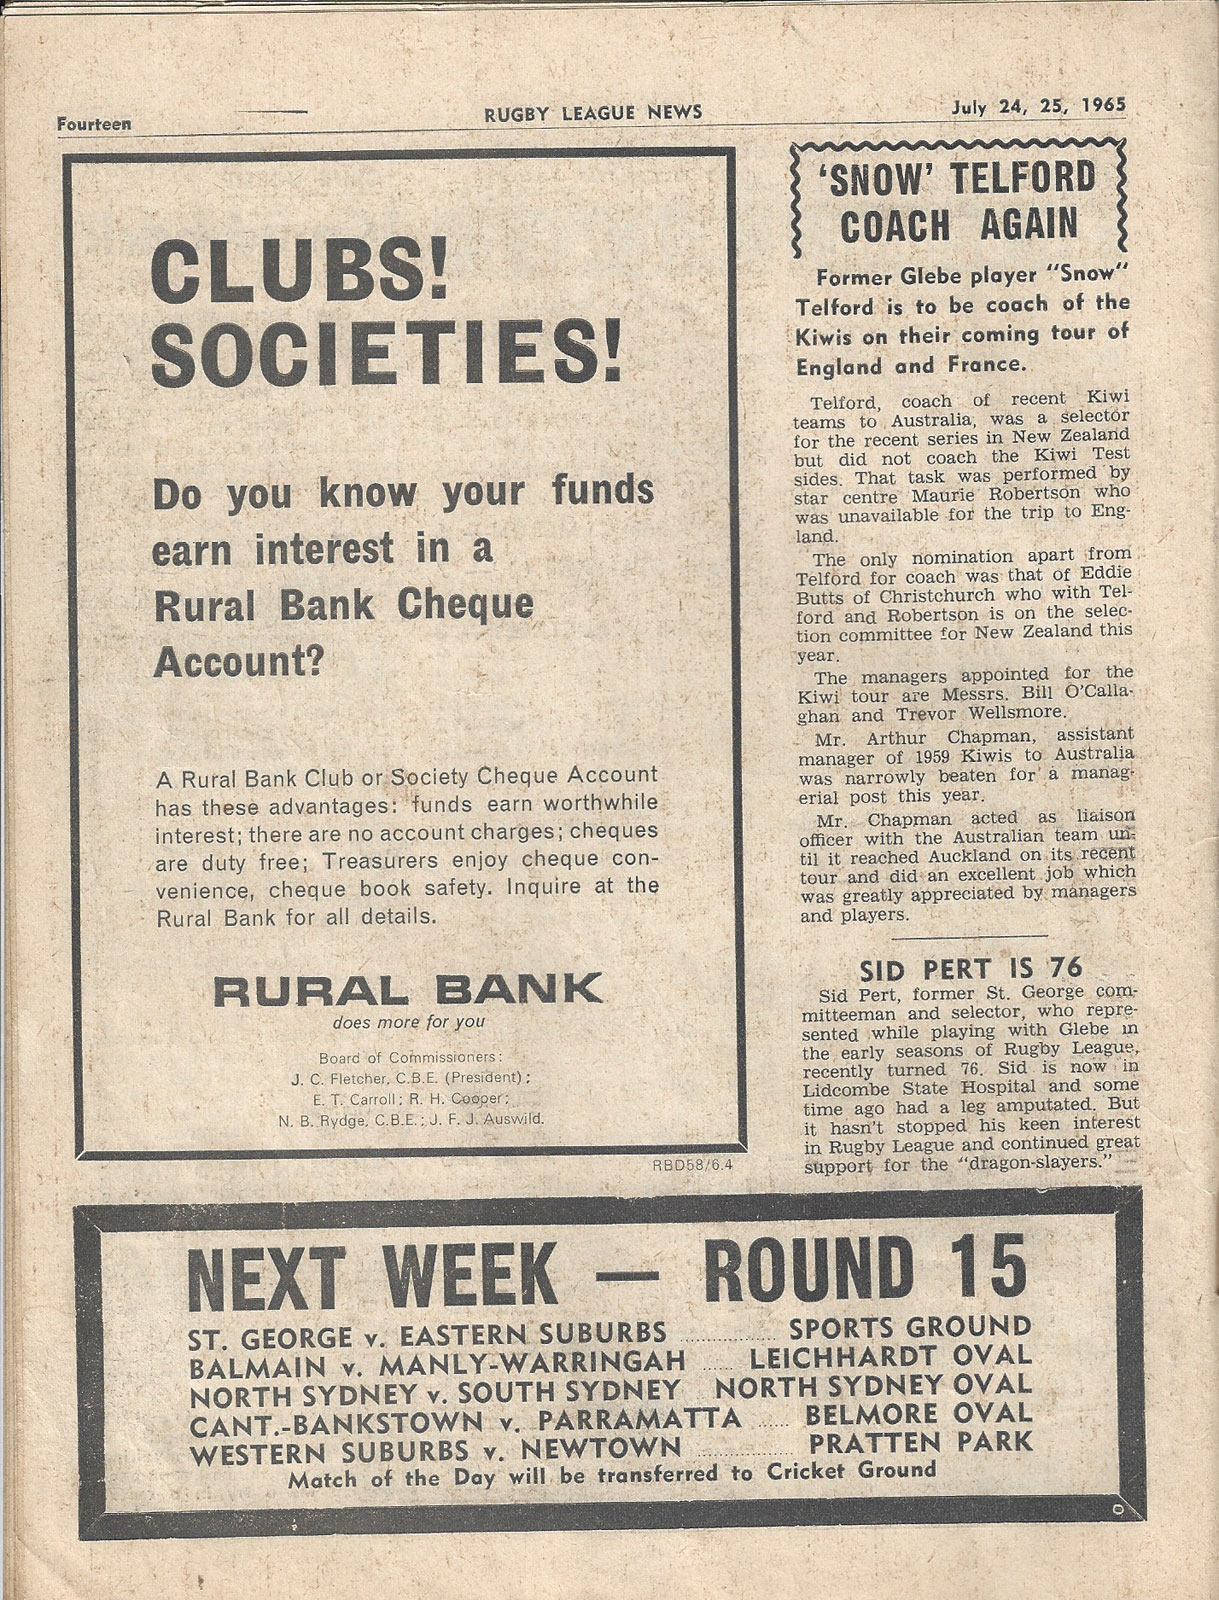 Fourteen
RUGBY LEAGUE NEWS
July 24, 25, 1965
CLUBS!
SOCIETIES!
Do you know your funds
earn interest in a
Rural Bank Cheque
Account?
A Rural Bank Club or Society Cheque Account
has these advantages: funds earn worthwhile
interest; there are no account charges; cheques
are duty free; Treasurers enjoy cheque con-
venience, cheque book safety. Inquire at the
Rural Bank for all details.
RURAL BANK
does more for you
Board of Commissioners:
J. C. Fletcher, C.B.E. (President);
E. T. Carroll; R. H. Cooper;
N. B. Rydge, C.B.E.; J. F. J. Auswild.
RBD58/6.4
'SNOW' TELFORD
COACH AGAIN
Former Glebe player "Snow"
Telford is to be coach of the
Kiwis on their coming tour of
England and France.
Telford, coach of recent Kiwi
teams to Australia, was a selector
for the recent series in New Zealand
but did not coach the Kiwi Test
sides. That task was performed by
star centre Maurie Robertson who
was unavailable for the trip to Eng-
land.
The only nomination apart from
Telford for coach was that of Eddie
Butts of Christchurch who with Tel-
ford and Robertson is on the selec-
tion committee for New Zealand this
year.
The managers appointed for the
Kiwi tour are Messrs. Bill O'Calla-
ghan and Trevor Wellsmore.
Mr. Arthur Chapman, assistant
manager of 1959 Kiwis to Australia
was narrowly beaten for a manag-
erial post this year.
Mr. Chapman acted as liaison
officer with the Australian team un-
til it reached Auckland on its recent
tour and did an excellent job which
was greatly appreciated by managers
and players.
SID PERT IS 76
Sid Pert, former St. George com-
mitteeman and selector, who repre-
sented while playing with Glebe in
the early seasons of Rugby League,
recently turned 76. Sid is now in
Lidcombe State Hospital and some
time ago had a leg amputated. But
it hasn't stopped his keen interest
in Rugby League and continued great
support for the "dragon-slayers."
NEXT WEEK — ROUND 15
ST. GEORGE v. EASTERN SUBURBS ............... SPORTS GROUND
BALMAIN v. MANLY-WARRINGAH ...... LEICHHARDT OVAL
NORTH SYDNEY v. SOUTH SYDNEY NORTH SYDNEY OVAL
CANT.-BANKSTOWN v. PARRAMATTA ...... BELMORE OVAL
WESTERN SUBURBS v. NEWTOWN ............... PRATTEN PARK
Match of the Day will be transferred to Cricket Ground